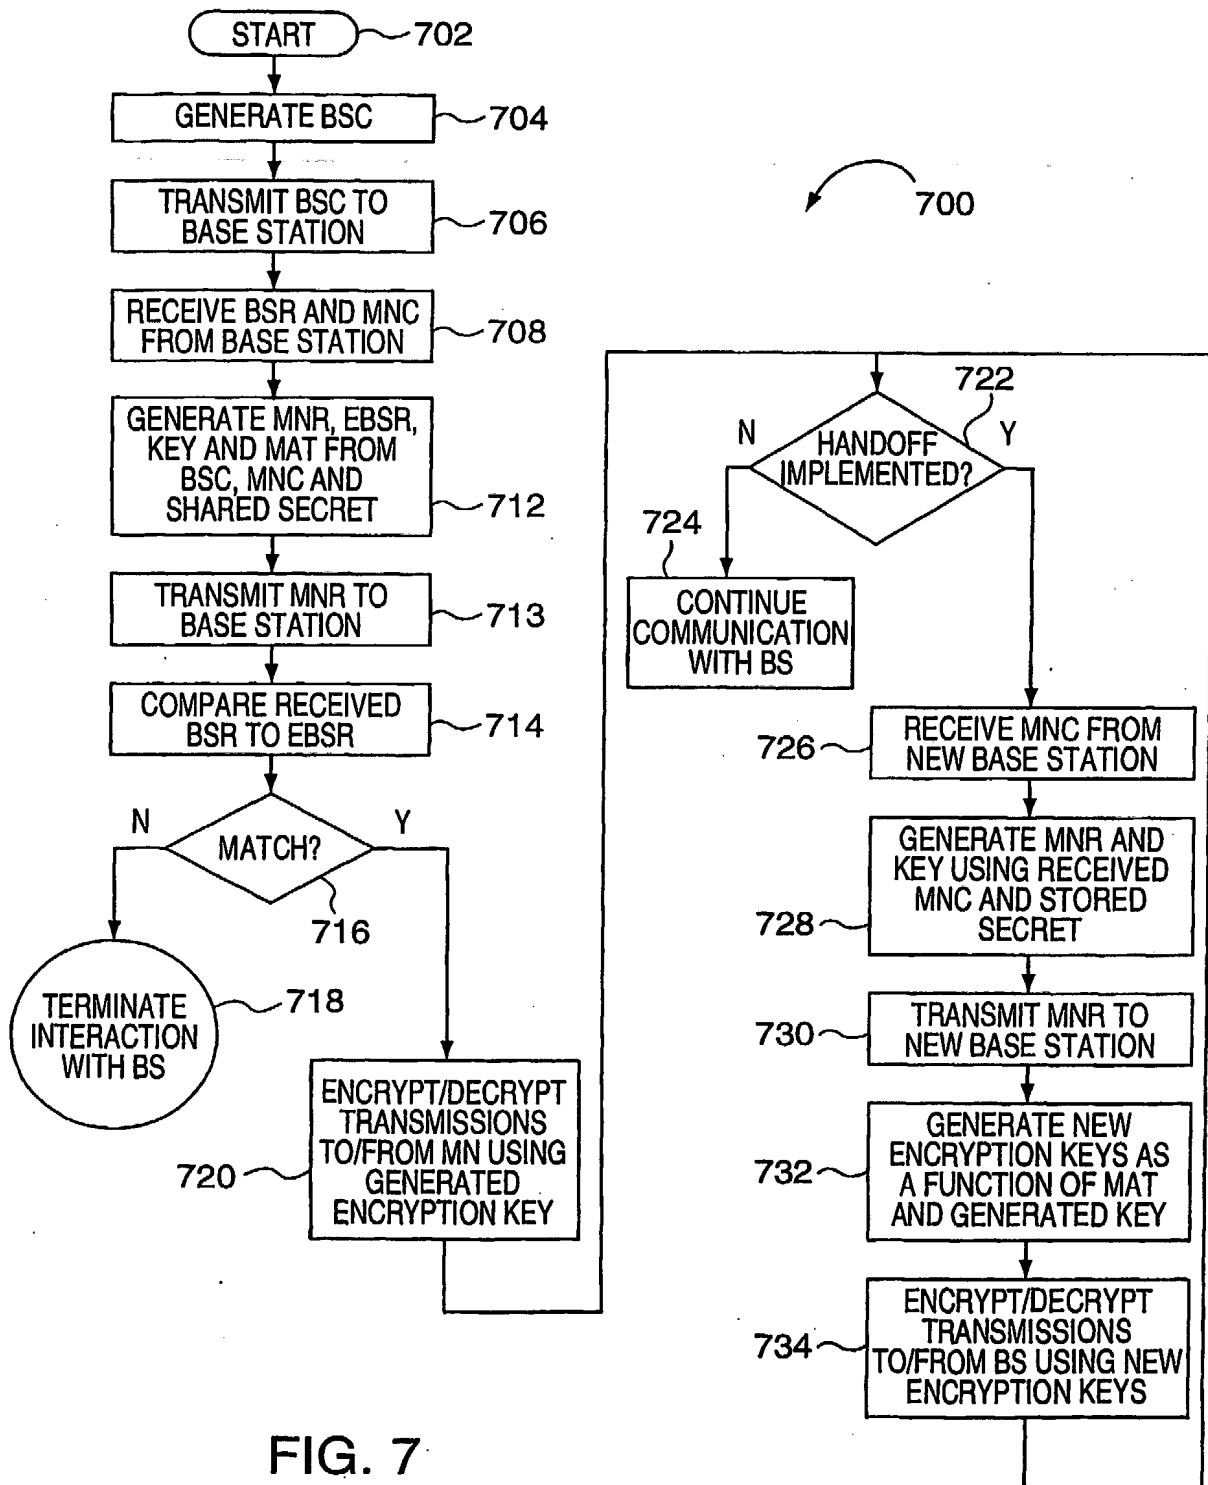 START
702
GENERATE BSC
704
TRANSMIT BSC TO
BASE STATION
706
RECEIVE BSR AND MNC
FROM BASE STATION
708
GENERATE MNR, EBSR,
KEY AND MAT FROM
BSC, MNC AND
SHARED SECRET
712
TRANSMIT MNR TO
BASE STATION
713
COMPARE RECEIVED
BSR TO EBSR
714
N
Y
MATCH?
716
TERMINATE
INTERACTION
WITH BS
718
ENCRYPT/DECRYPT
TRANSMISSIONS
TO/FROM MN USING
GENERATED
ENCRYPTION KEY
720
700
722
N
Y
HANDOFF
IMPLEMENTED?
724
CONTINUE
COMMUNICATION
WITH BS
RECEIVE MNC FROM
NEW BASE STATION
726
GENERATE MNR AND
KEY USING RECEIVED
MNC AND STORED
SECRET
728
TRANSMIT MNR TO
NEW BASE STATION
730
GENERATE NEW
ENCRYPTION KEYS AS
A FUNCTION OF MAT
AND GENERATED KEY
732
ENCRYPT/DECRYPT
TRANSMISSIONS
TO/FROM BS USING NEW
ENCRYPTION KEYS
734
FIG. 7